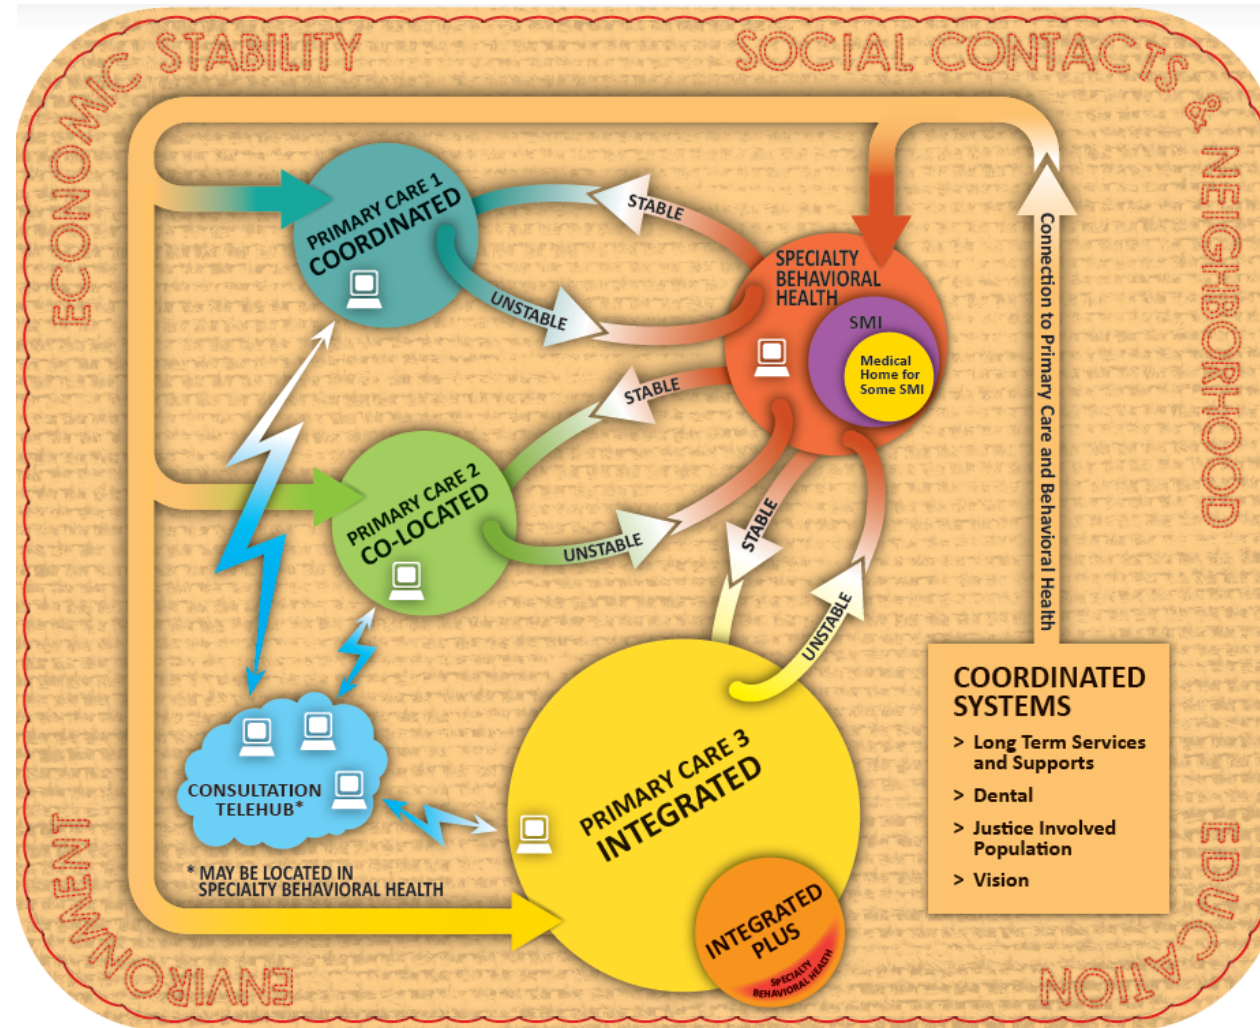 ECONOMIC STABILITY
SOCIAL CONTACTS & NEIGHBORHOOD
PRIMARY CARE 1
COORDINATED
STABLE
UNSTABLE
SPECIALTY
BEHAVIORAL
HEALTH
SMI
Medical
Home for
Some SMI
STABLE
PRIMARY CARE 2
CO-LOCATED
UNSTABLE
STABLE
UNSTABLE
Connection to Primary Care and Behavioral Health
CONSULTATION
TELEHUB*
* MAY BE LOCATED IN
SPECIALTY BEHAVIORAL HEALTH
PRIMARY CARE 3
INTEGRATED
INTEGRATED
PLUS
SPECIALTY
BEHAVIORAL HEALTH
COORDINATED
SYSTEMS
> Long Term Services
and Supports
> Dental
> Justice Involved
Population
> Vision
ENVIRONMENT
EDUCATION